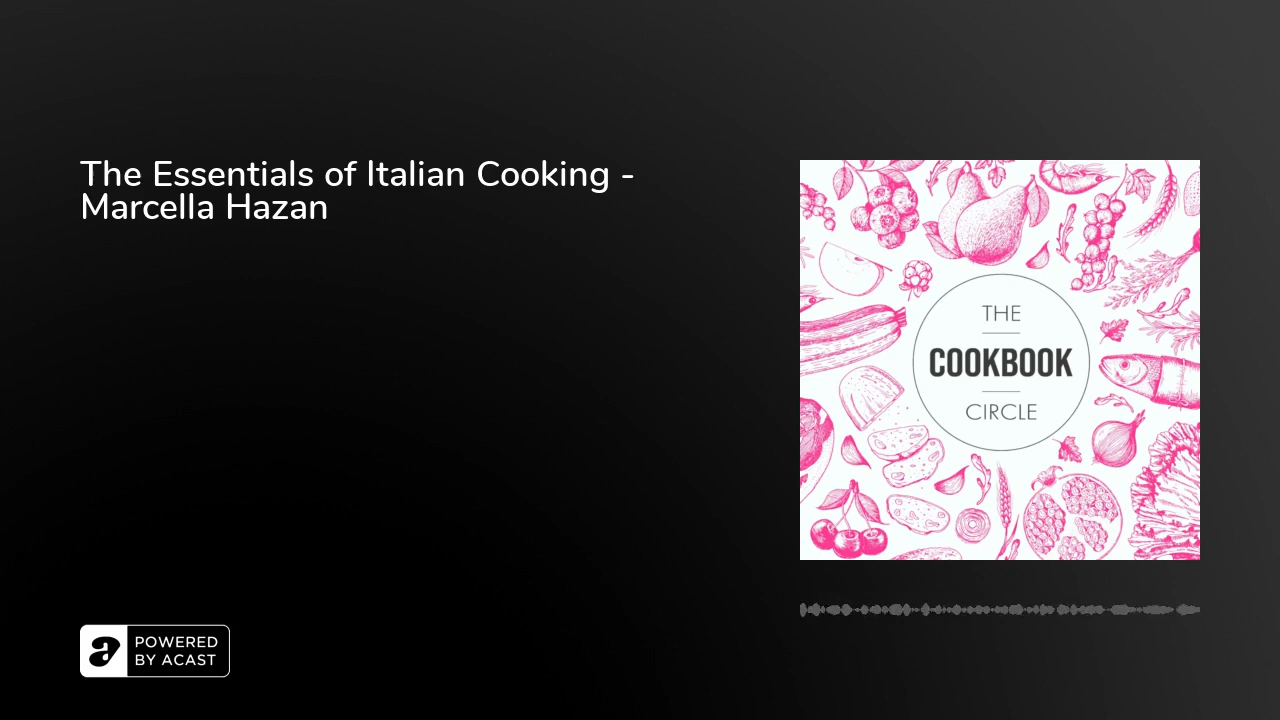 The Essentials of Italian Cooking -
Marcella Hazan
THE
COOKBOOK
CIRCLE
a POWERED
BY ACAST